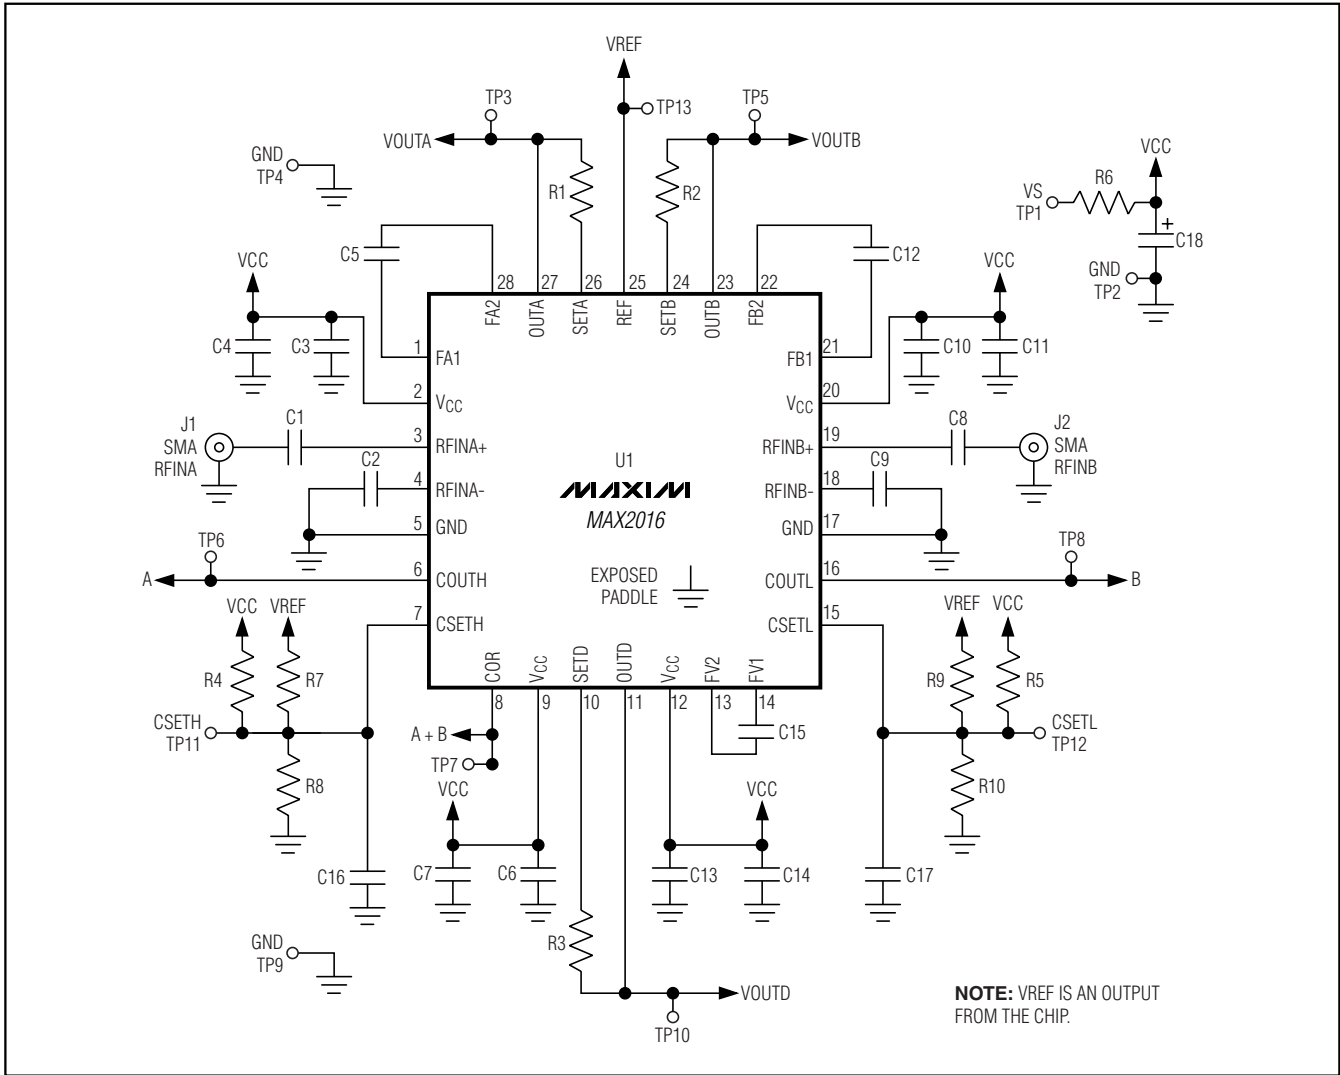 VREF
TP3
TP13
TP5
VOUTA
VOUTB
GND
TP4
R1
R2
VCC
VS
TP1
R6
+
C18
GND
TP2
C5
C12
VCC
VCC
28
27
26
25
24
23
22
FA2
OUTA
SETA
REF
SETB
OUTB
FB2
C4
C3
C10
C11
1
FA1
FB1
21
2
VCC
VCC
20
J1
SMA
RFINA
C1
3
RFINA+
RFINB+
19
C8
J2
SMA
RFINB
C2
4
RFINA-
RFINB-
18
C9
U1
MAXIM
MAX2016
5
GND
GND
17
TP6
TP8
A
6
COUTH
COUTL
16
B
EXPOSED
PADDLE
7
CSETH
CSETL
15
VCC
VREF
VREF
VCC
R4
R7
R9
R5
COR
VCC
SETD
OUTD
VCC
FV2
FV1
8
9
10
11
12
13
14
CSETH
TP11
A + B
TP7
C15
CSETL
TP12
R8
R10
VCC
VCC
C16
C7
C6
C13
C14
C17
GND
TP9
R3
VOUTD
TP10
NOTE: VREF IS AN OUTPUT
FROM THE CHIP.